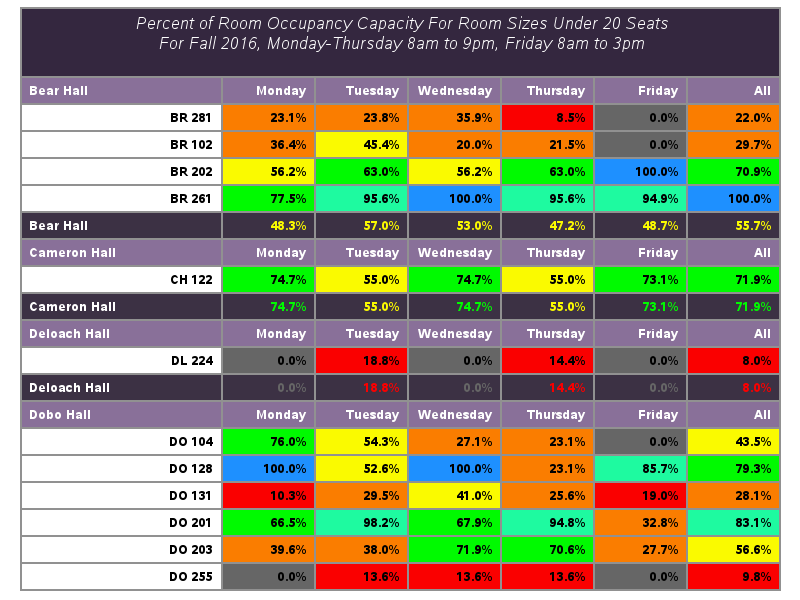 Percent of Room Occupancy Capacity For Room Sizes Under 20 Seats
For Fall 2016, Monday-Thursday 8am to 9pm, Friday 8am to 3pm
Bear Hall Monday Tuesday Wednesday Thursday Friday All
BR 281 23.1% 23.8% 35.9% 8.5% 0.0% 22.0%
BR 102 36.4% 45.4% 20.0% 21.5% 0.0% 29.7%
BR 202 56.2% 63.0% 56.2% 63.0% 100.0% 70.9%
BR 261 77.5% 95.6% 100.0% 95.6% 94.9% 100.0%
Bear Hall 48.3% 57.0% 53.0% 47.2% 48.7% 55.7%
Cameron Hall Monday Tuesday Wednesday Thursday Friday All
CH 122 74.7% 55.0% 74.7% 55.0% 73.1% 71.9%
Cameron Hall 74.7% 55.0% 74.7% 55.0% 73.1% 71.9%
Deloach Hall Monday Tuesday Wednesday Thursday Friday All
DL 224 0.0% 18.8% 0.0% 14.4% 0.0% 8.0%
Deloach Hall 0.0% 18.8% 0.0% 14.4% 0.0% 8.0%
Dobo Hall Monday Tuesday Wednesday Thursday Friday All
DO 104 76.0% 54.3% 27.1% 23.1% 0.0% 43.5%
DO 128 100.0% 52.6% 100.0% 23.1% 85.7% 79.3%
DO 131 10.3% 29.5% 41.0% 25.6% 19.0% 28.1%
DO 201 66.5% 98.2% 67.9% 94.8% 32.8% 83.1%
DO 203 39.6% 38.0% 71.9% 70.6% 27.7% 56.6%
DO 255 0.0% 13.6% 13.6% 13.6% 0.0% 9.8%